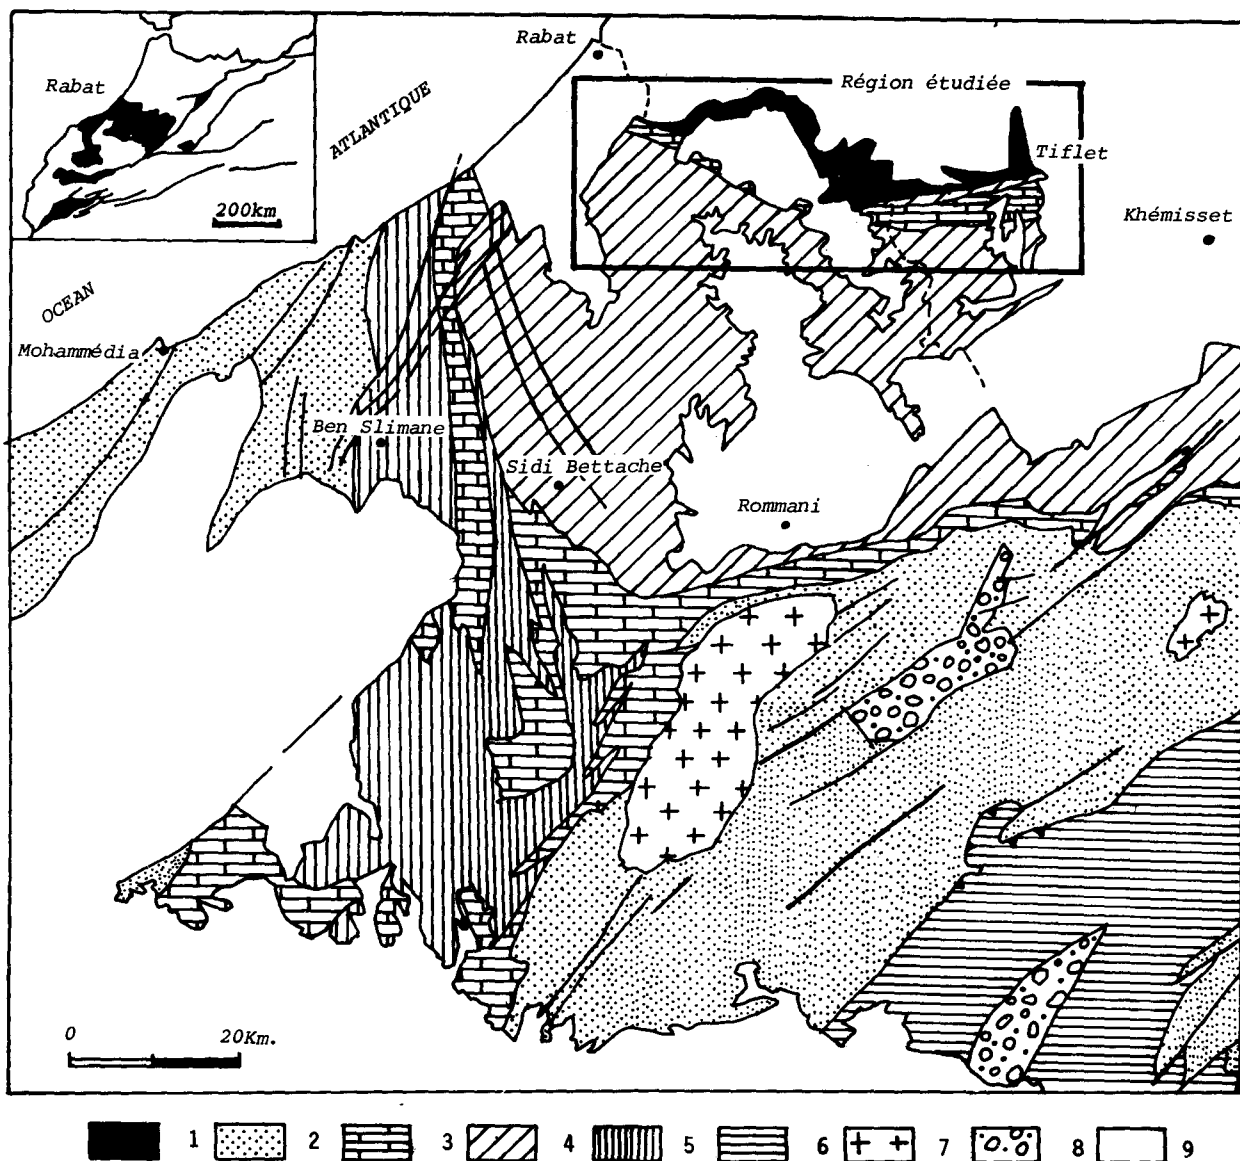 Rabat
Région étudiée
Rabat
ATLANTIQUE
Tiflet
200km
Khémisset
OCEAN
Mohammédia
Ben Slimane
Sidi Bettache
Rommani
0 20Km.
1 2 3 4 5 6 7 8 9